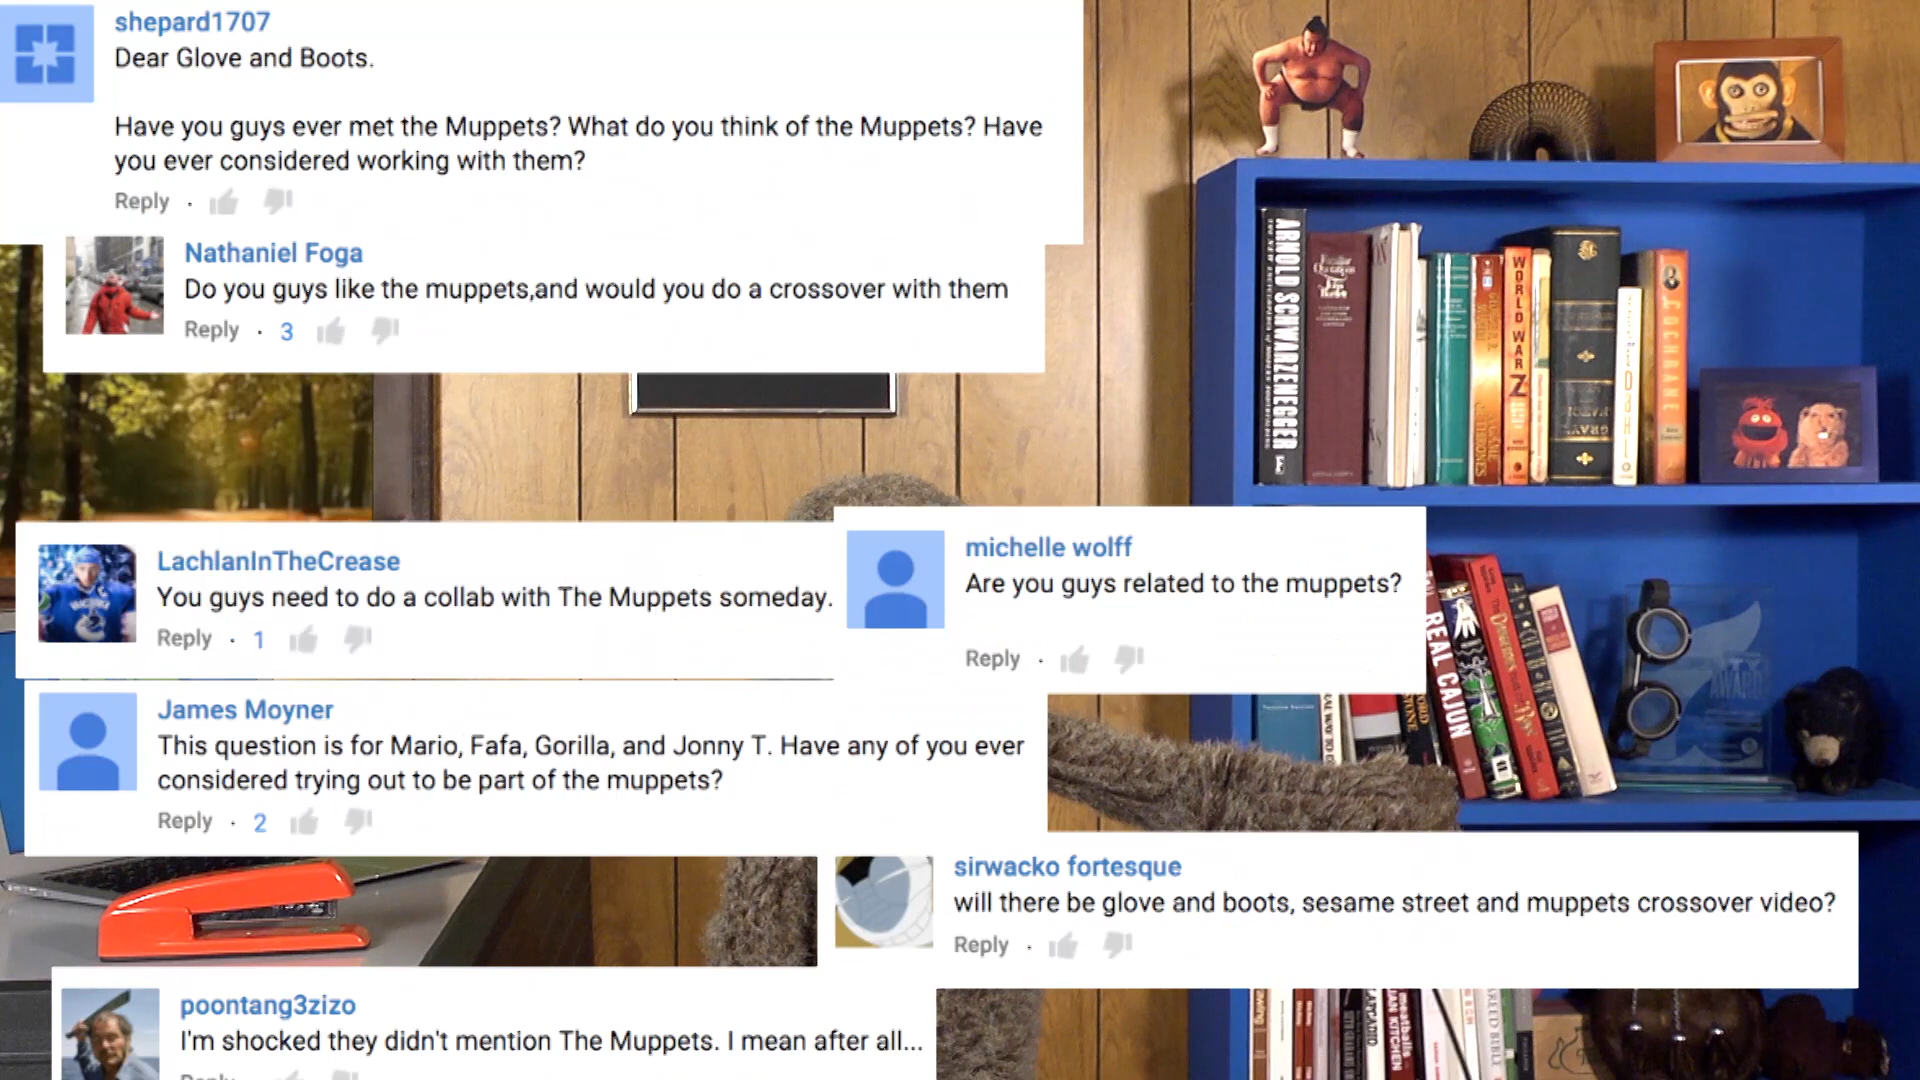 shepard1707
Dear Glove and Boots.
Have you guys ever met the Muppets? What do you think of the Muppets? Have
you ever considered working with them?
Reply ·
Nathaniel Foga
Do you guys like the muppets,and would you do a crossover with them
Reply · 3
LachlanInTheCrease
You guys need to do a collab with The Muppets someday.
Reply · 1
michelle wolff
Are you guys related to the muppets?
Reply ·
James Moyner
This question is for Mario, Fafa, Gorilla, and Jonny T. Have any of you ever
considered trying out to be part of the muppets?
Reply · 2
sirwacko fortesque
will there be glove and boots, sesame street and muppets crossover video?
Reply ·
poontang3zizo
I'm shocked they didn't mention The Muppets. I mean after all...
Reply
ARNOLD SCHWARZENEGGER
WORLD WAR Z
DAHL
COCHRANE
GRAY
REAL CAJUN
AWARD
meatballs
KITCHEN